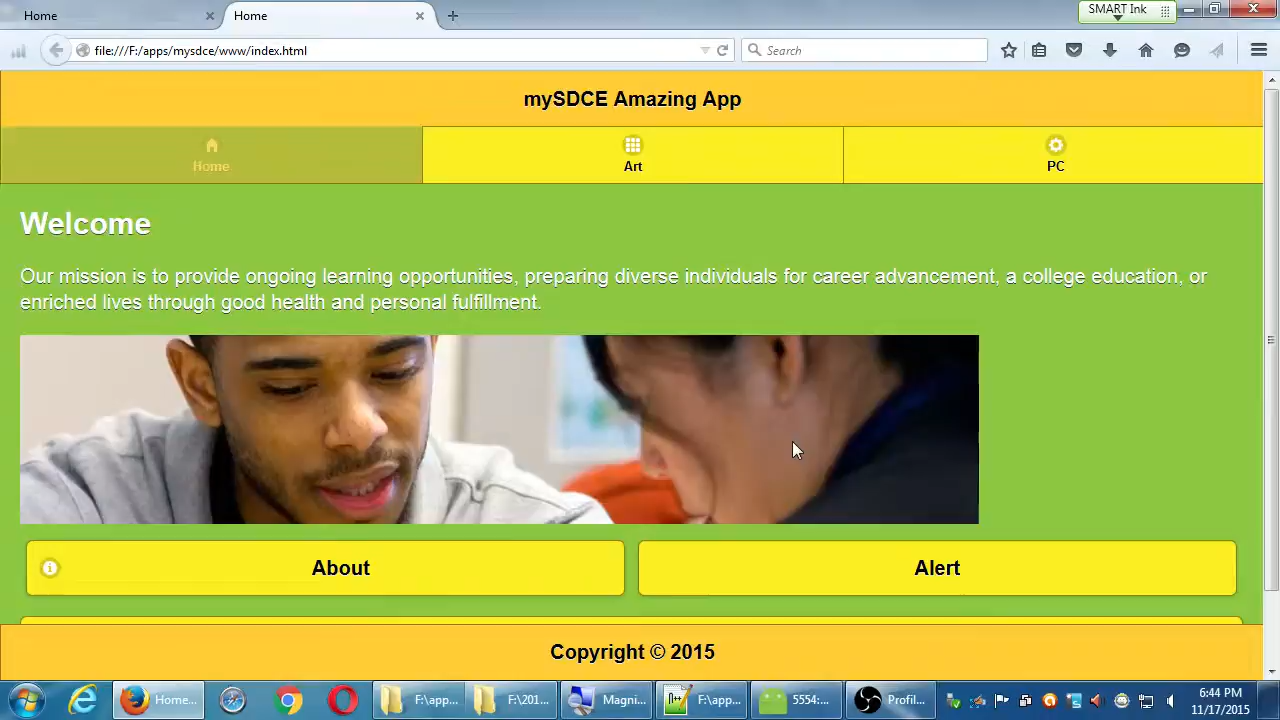 Home
Home
SMART Ink
file:///F:/apps/mysdce/www/index.html
Search
mySDCE Amazing App
Home
Art
PC
Welcome
Our mission is to provide ongoing learning opportunities, preparing diverse individuals for career advancement, a college education, or
enriched lives through good health and personal fulfillment.
About
Alert
Copyright © 2015
Home...
F:\app...
F:\201...
Magni...
F:\app...
5554:...
Profil...
6:44 PM
11/17/2015